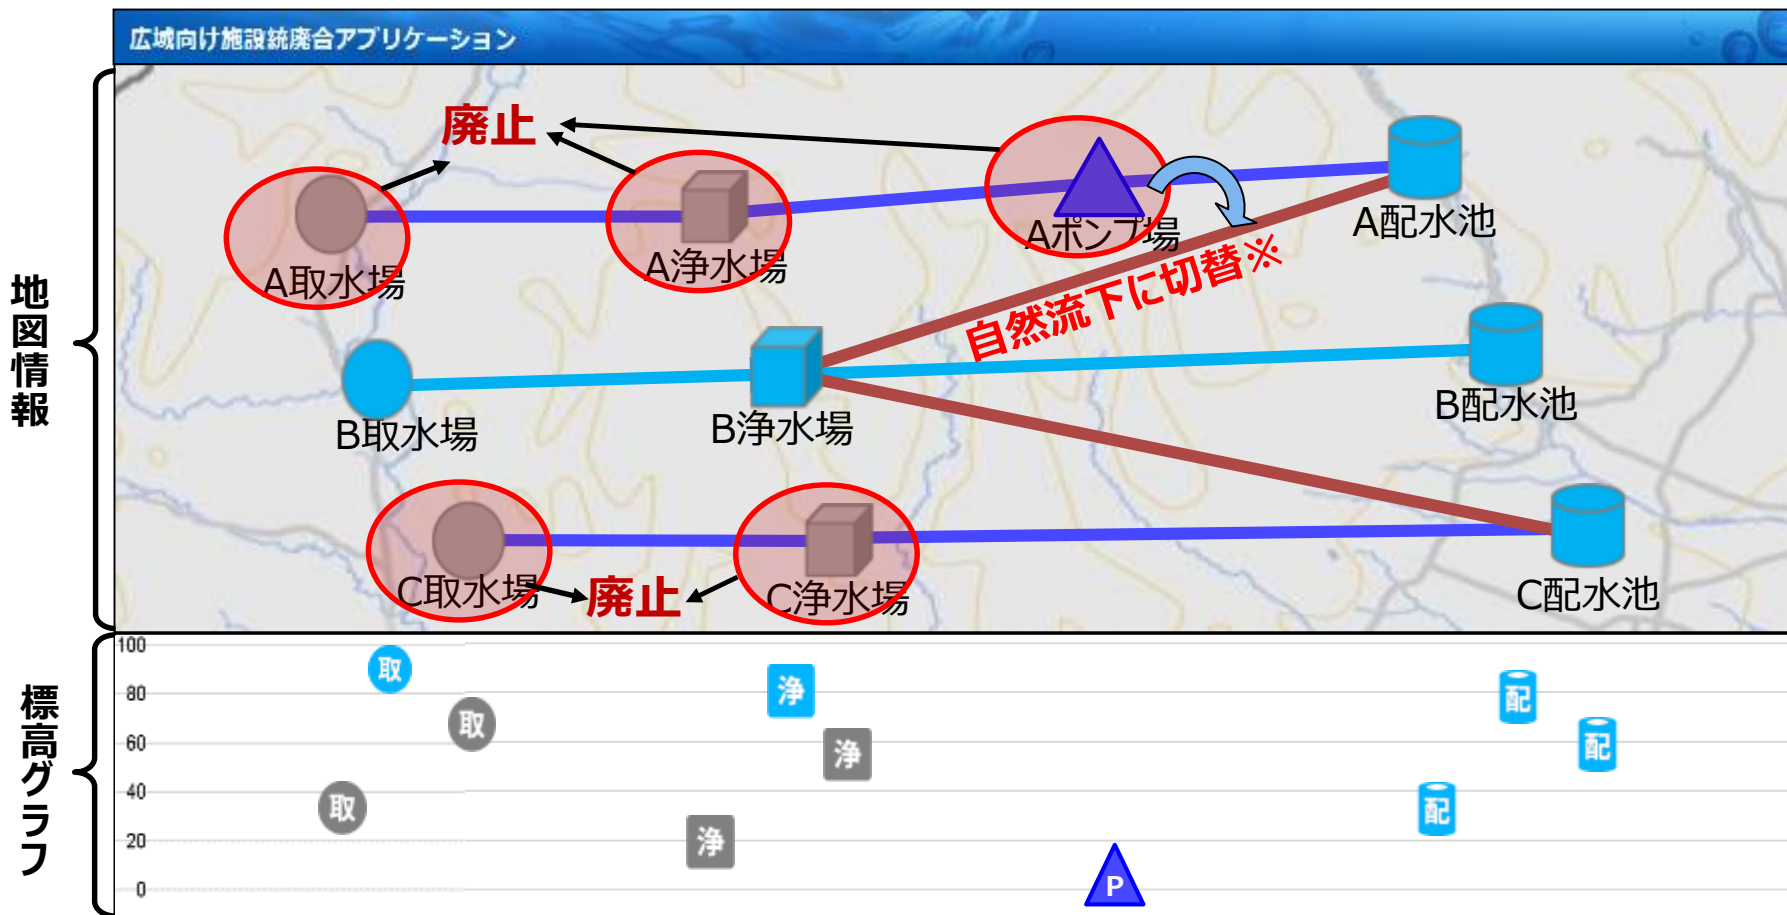 広域向け施設統廃合アプリケーション
地図情報
廃止
A取水場
A浄水場
Aポンプ場
A配水池
自然流下に切替※
B取水場
B浄水場
B配水池
C取水場
廃止
C浄水場
C配水池
標高グラフ
100
80
60
40
20
0
取
取
取
浄
浄
浄
P
配
配
配